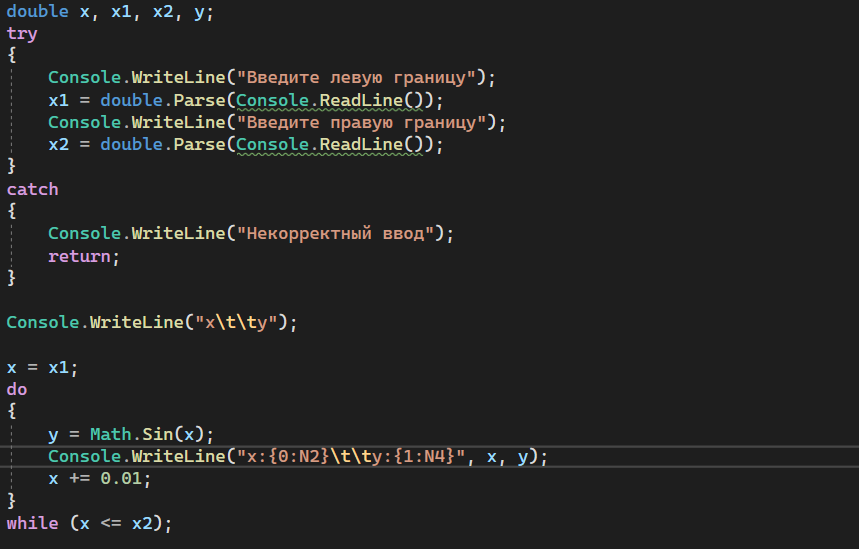 double x, x1, x2, y;
try
{
    Console.WriteLine("Введите левую границу");
    x1 = double.Parse(Console.ReadLine());
    Console.WriteLine("Введите правую границу");
    x2 = double.Parse(Console.ReadLine());
}
catch
{
    Console.WriteLine("Некорректный ввод");
    return;
}

Console.WriteLine("x\t\ty");

x = x1;
do
{
    y = Math.Sin(x);
    Console.WriteLine("x:{0:N2}\t\ty:{1:N4}", x, y);
    x += 0.01;
}
while (x <= x2);